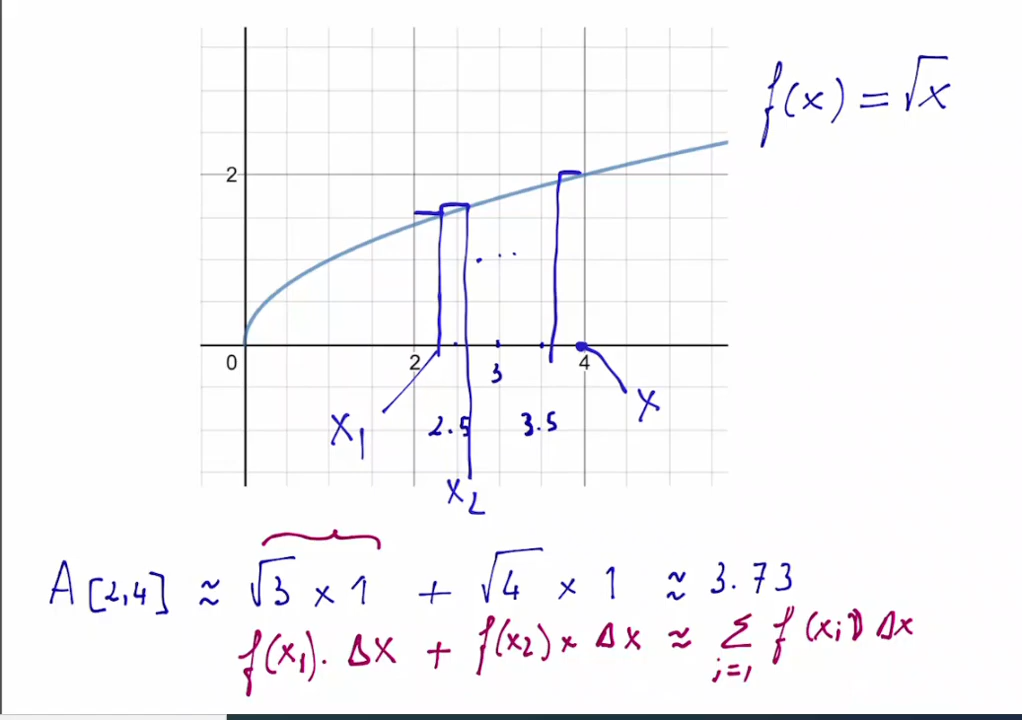 f(x) = √x
2
0
2
4
3
X
X₁
2.5
3.5
X₂
A [2,4] ≈ √3 × 1 + √4 × 1 ≈ 3.73
f(x₁). Δx + f(x₂) × Δx ≈ Σ f(xi) Δx
i=1